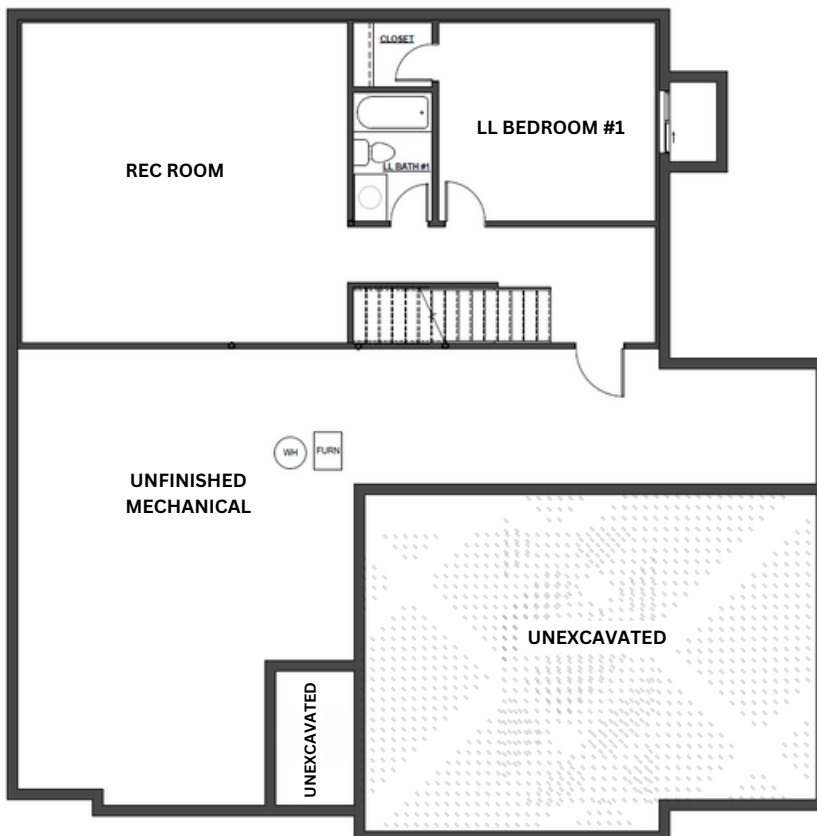 CLOSET
LL BEDROOM #1
REC ROOM
LL BATH #1
WH
FURN
UNFINISHED
MECHANICAL
UNEXCAVATED
UNEXCAVATED